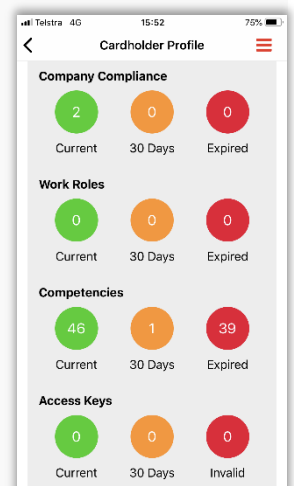 Telstra 4G 15:52 75%
Cardholder Profile
Company Compliance
2 0 0
Current 30 Days Expired
Work Roles
0 0 0
Current 30 Days Expired
Competencies
46 1 39
Current 30 Days Expired
Access Keys
0 0 0
Current 30 Days Invalid